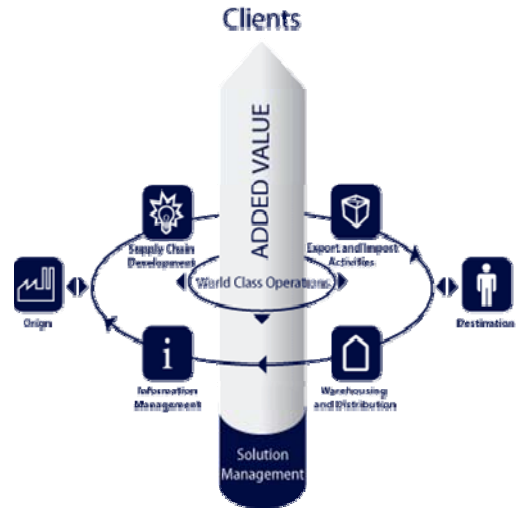 Clients
ADDED VALUE
Supply Chain
Development
Export and Import
Activities
World Class Operations
Origin
Destination
i
Information
Management
Warehousing
and Distribution
Solution
Management